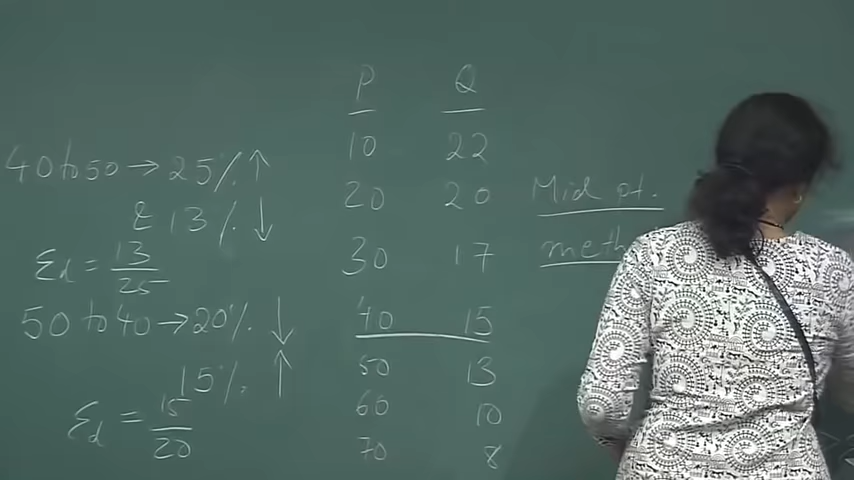 40 to 50 → 25% ↑
& 13% ↓
Ed = 13/25
50 to 40 → 20% ↓
15% ↑
Ed = 15/20
P Q
10 22
20 20
30 17
40 15
50 13
60 10
70 8
Mid pt.
meth